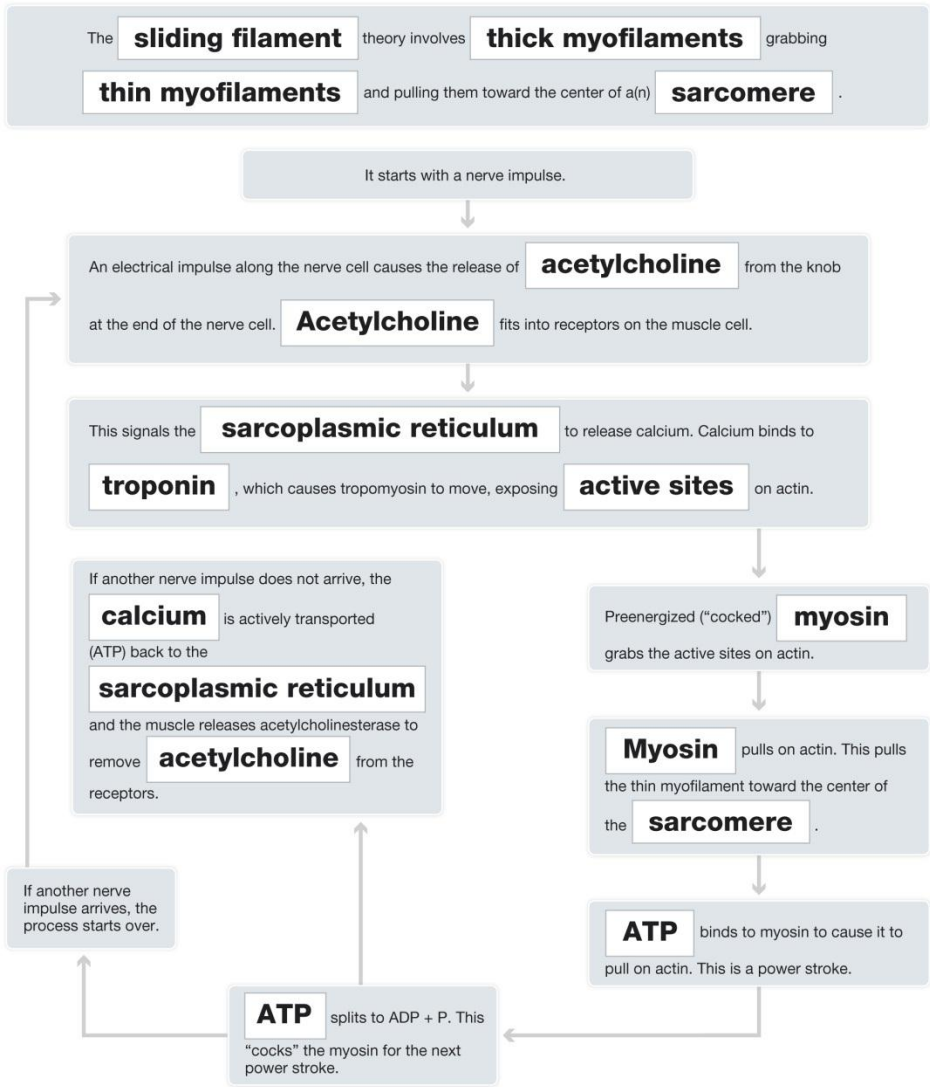 The sliding filament theory involves thick myofilaments grabbing
thin myofilaments and pulling them toward the center of a(n) sarcomere .
It starts with a nerve impulse.
An electrical impulse along the nerve cell causes the release of acetylcholine from the knob
at the end of the nerve cell. Acetylcholine fits into receptors on the muscle cell.
This signals the sarcoplasmic reticulum to release calcium. Calcium binds to
troponin , which causes tropomyosin to move, exposing active sites on actin.
Preenergized (“cocked”) myosin
grabs the active sites on actin.
Myosin pulls on actin. This pulls
the thin myofilament toward the center of
the sarcomere .
ATP binds to myosin to cause it to
pull on actin. This is a power stroke.
ATP splits to ADP + P. This
“cocks” the myosin for the next
power stroke.
If another nerve impulse does not arrive, the
calcium is actively transported
(ATP) back to the
sarcoplasmic reticulum
and the muscle releases acetylcholinesterase to
remove acetylcholine from the
receptors.
If another nerve
impulse arrives, the
process starts over.